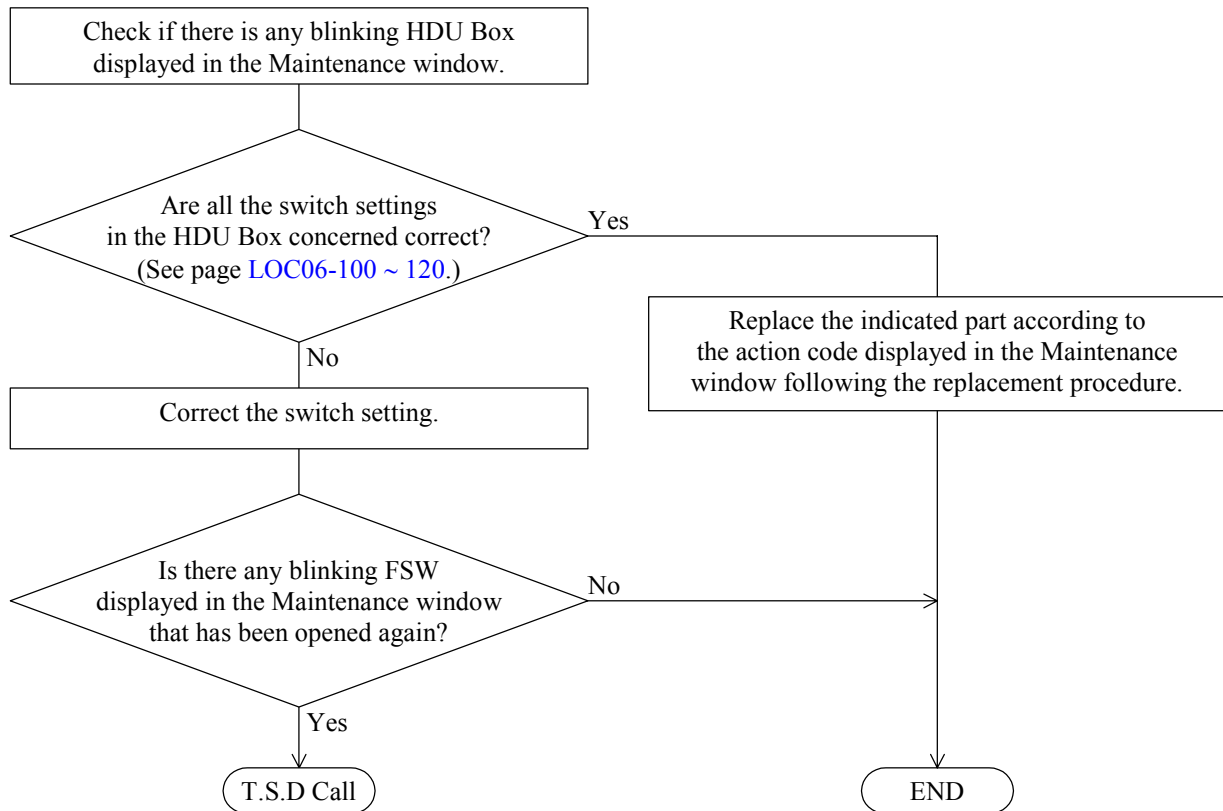 Check if there is any blinking HDU Box
displayed in the Maintenance window.
Are all the switch settings
in the HDU Box concerned correct?
(See page LOC06-100 ~ 120.)
Yes
No
Replace the indicated part according to
the action code displayed in the Maintenance
window following the replacement procedure.
Correct the switch setting.
Is there any blinking FSW
displayed in the Maintenance window
that has been opened again?
No
Yes
T.S.D Call
END